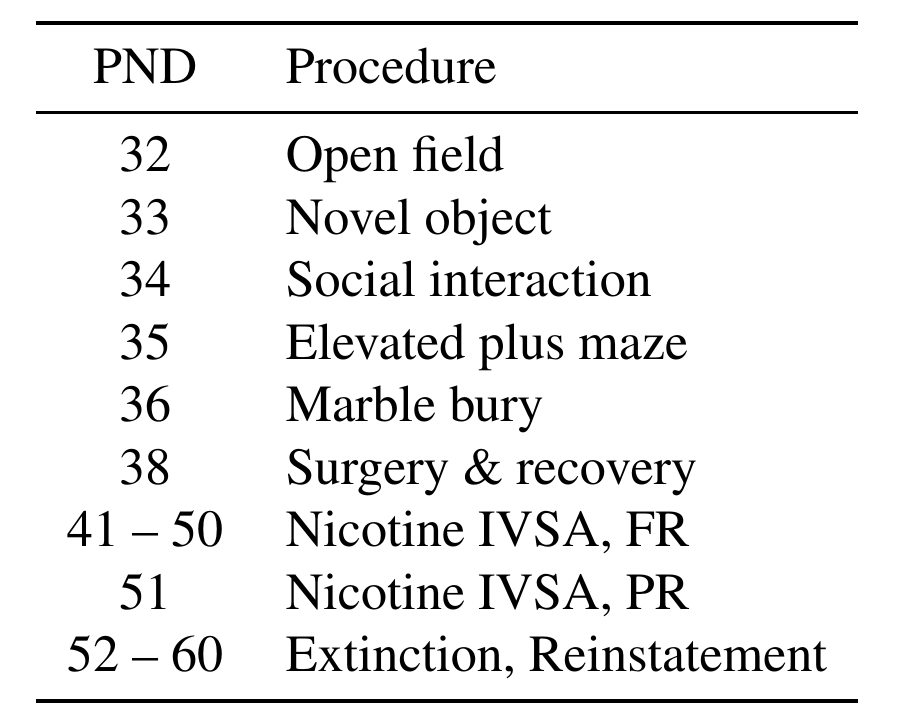 PND Procedure
32 Open field
33 Novel object
34 Social interaction
35 Elevated plus maze
36 Marble bury
38 Surgery & recovery
41 – 50 Nicotine IVSA, FR
51 Nicotine IVSA, PR
52 – 60 Extinction, Reinstatement